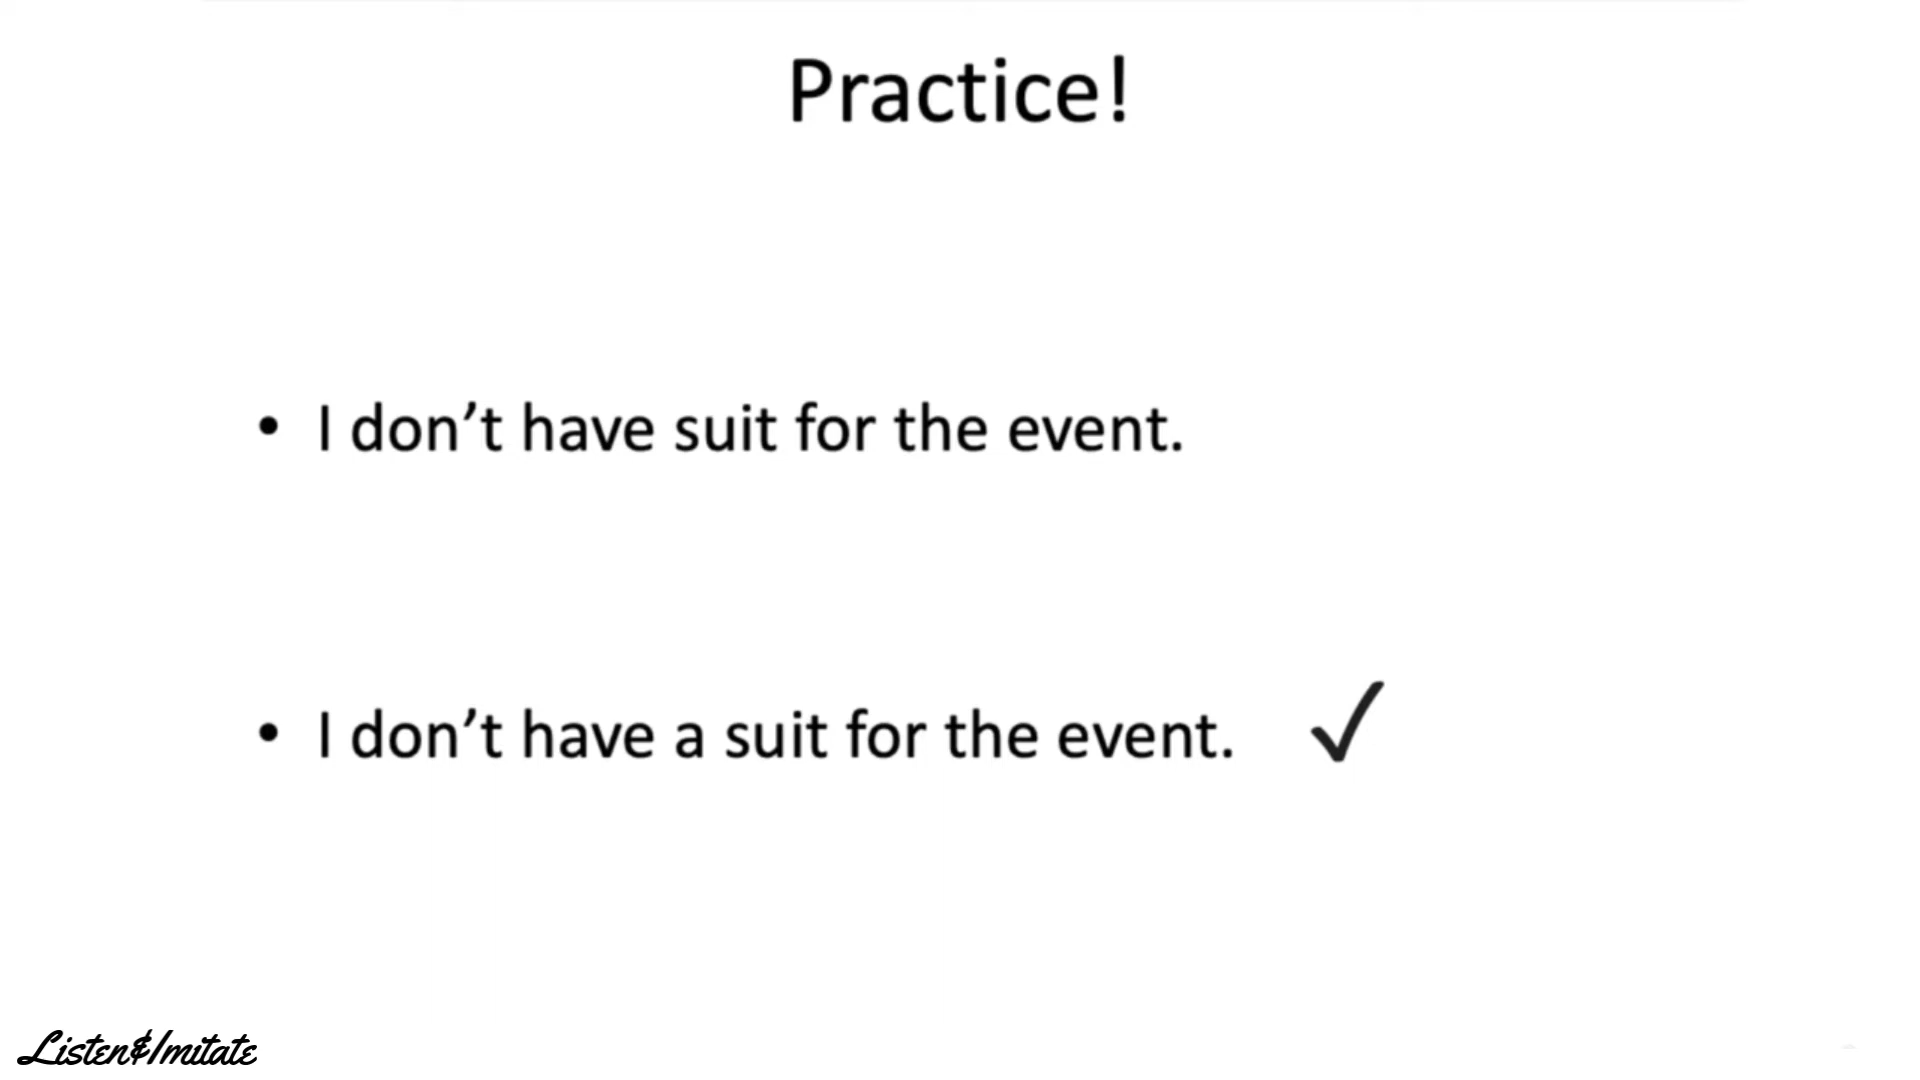 Practice!
• I don’t have suit for the event.
• I don’t have a suit for the event. ✓
Listen&Imitate